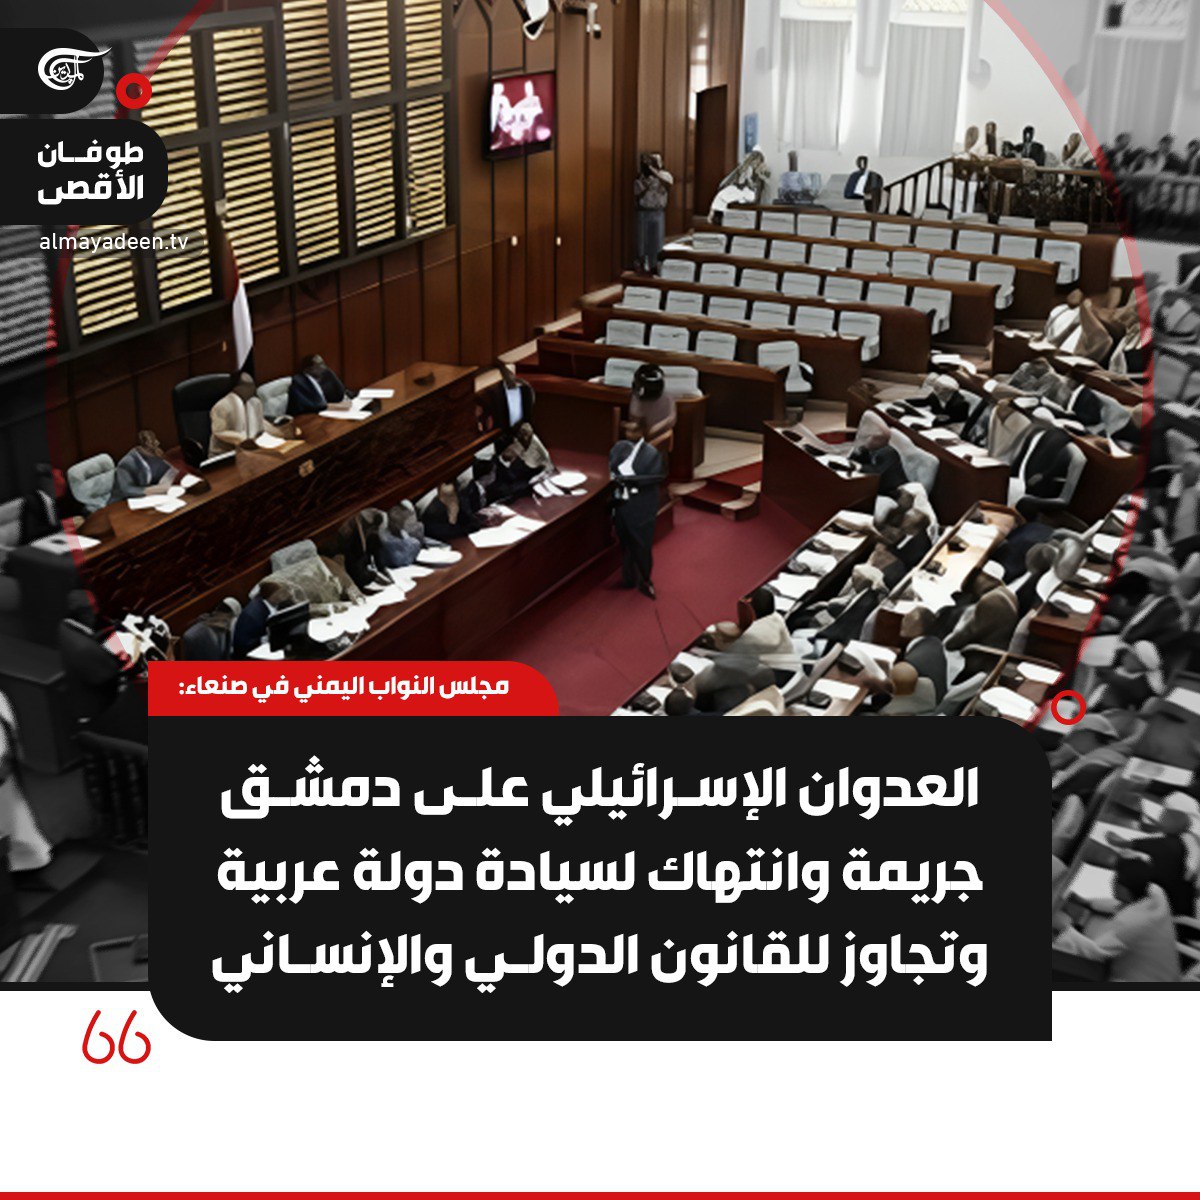 الميادين
طوفان
الأقصى
almayadeen.tv
مجلس النواب اليمني في صنعاء:
العدوان الإسرائيلي على دمشق
جريمة وانتهاك لسيادة دولة عربية
وتجاوز للقانون الدولي والإنساني